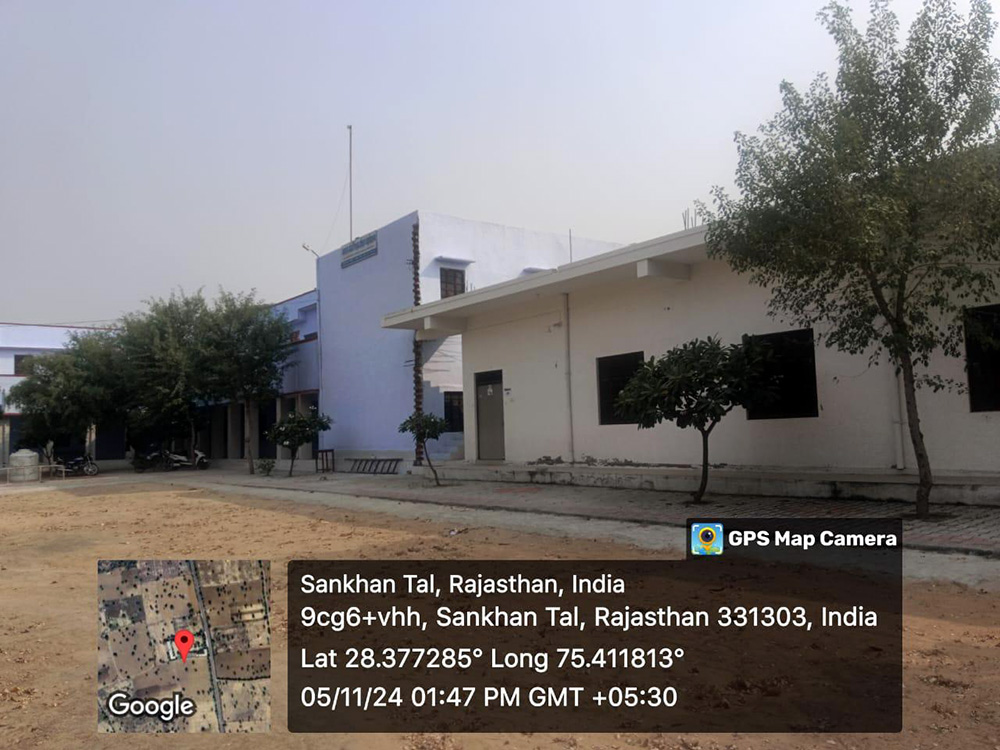 GPS Map Camera
Sankhan Tal, Rajasthan, India
9cg6+vhh, Sankhan Tal, Rajasthan 331303, India
Lat 28.377285° Long 75.411813°
05/11/24 01:47 PM GMT +05:30
Google